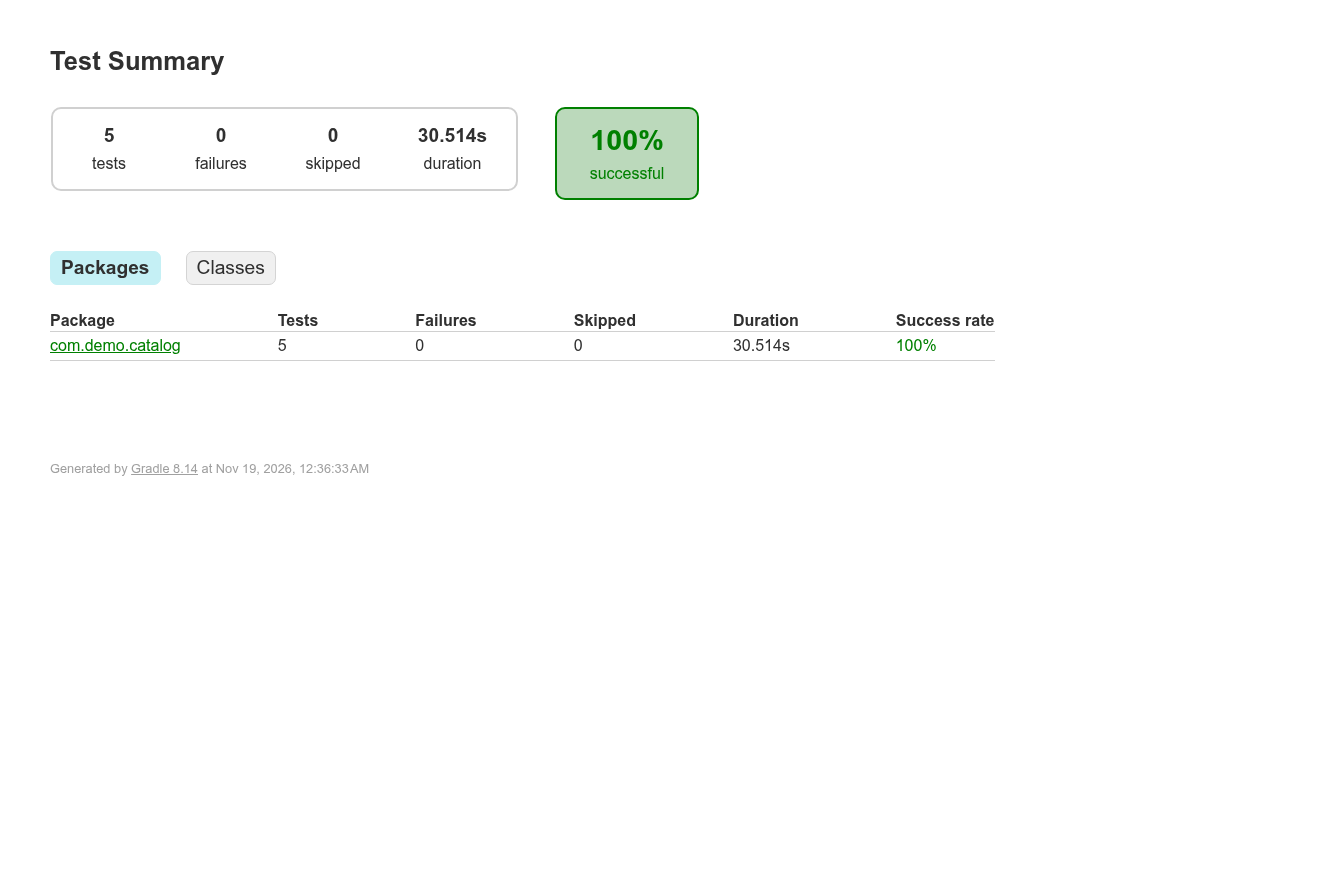 Test Summary
5 0 0 30.514s
tests failures skipped duration
100%
successful
Packages Classes
Package Tests Failures Skipped Duration Success rate
com.demo.catalog 5 0 0 30.514s 100%
Generated by Gradle 8.14 at Nov 19, 2026, 12:36:33 AM